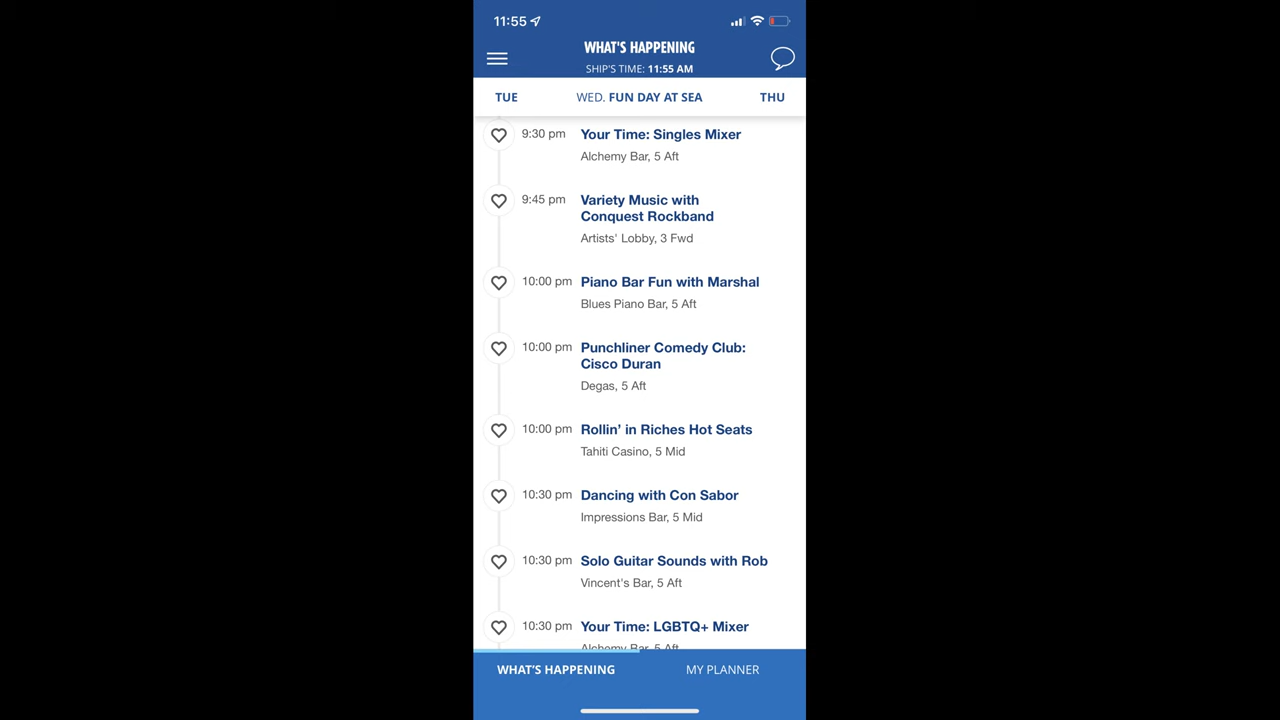 11:55
WHAT'S HAPPENING
SHIP'S TIME: 11:55 AM
TUE WED. FUN DAY AT SEA THU
9:30 pm Your Time: Singles Mixer
Alchemy Bar, 5 Aft
9:45 pm Variety Music with
Conquest Rockband
Artists' Lobby, 3 Fwd
10:00 pm Piano Bar Fun with Marshal
Blues Piano Bar, 5 Aft
10:00 pm Punchliner Comedy Club:
Cisco Duran
Degas, 5 Aft
10:00 pm Rollin’ in Riches Hot Seats
Tahiti Casino, 5 Mid
10:30 pm Dancing with Con Sabor
Impressions Bar, 5 Mid
10:30 pm Solo Guitar Sounds with Rob
Vincent's Bar, 5 Aft
10:30 pm Your Time: LGBTQ+ Mixer
Alchemy Bar, 5 Aft
WHAT'S HAPPENING MY PLANNER